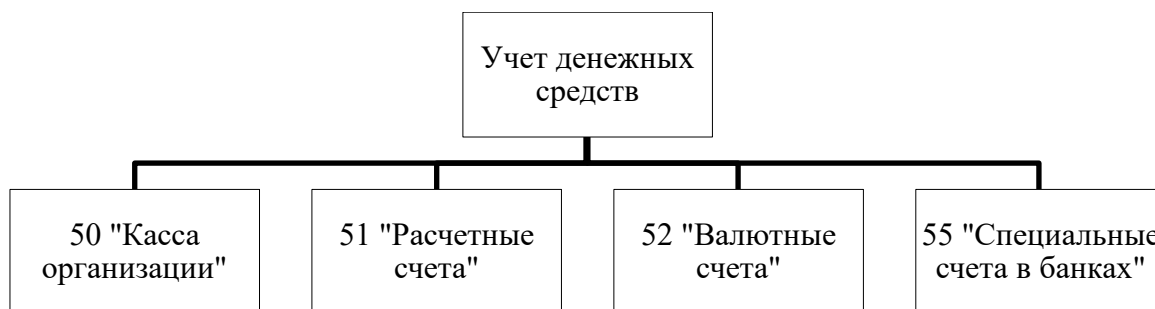 Учет денежных
средств
50 "Касса
организации"
51 "Расчетные
счета"
52 "Валютные
счета"
55 "Специальные
счета в банках"